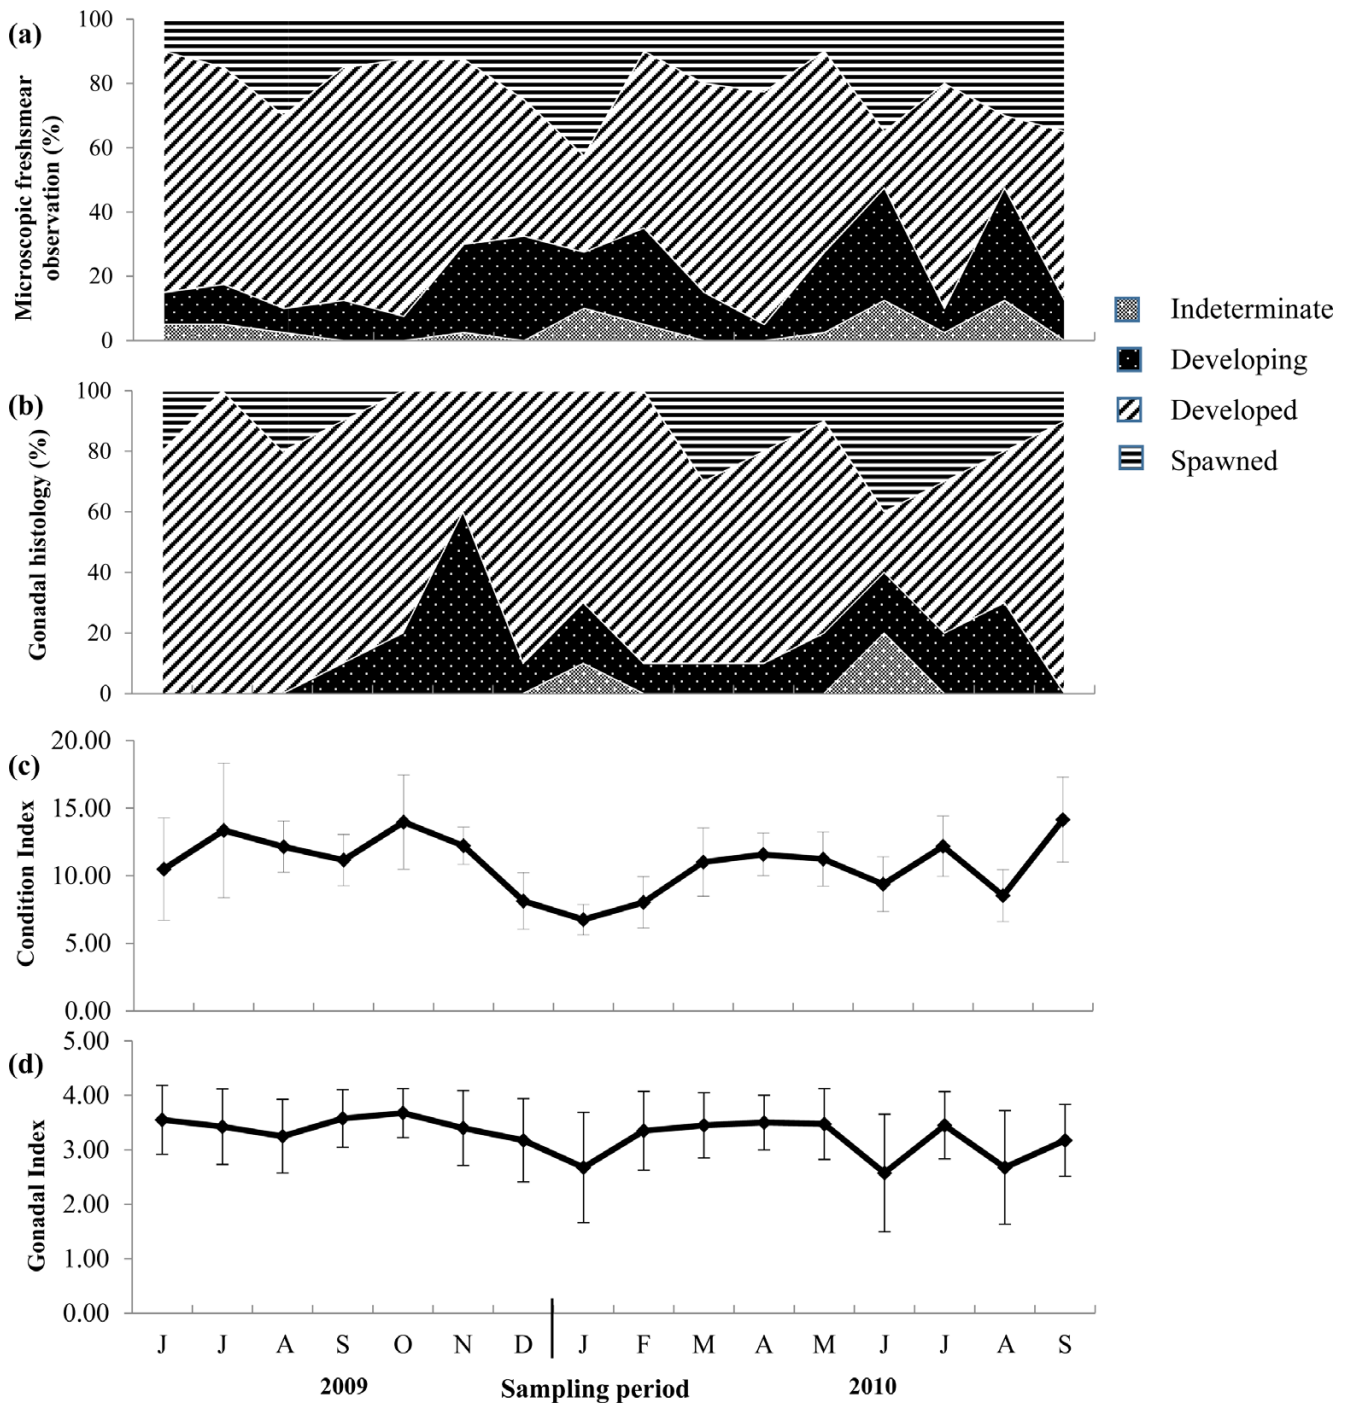 (a)
Microscopic freshsmear
observation (%)
100
80
60
40
20
0
Indeterminate
Developing
Developed
Spawned
(b)
Gonadal histology (%)
100
80
60
40
20
0
(c)
Condition Index
20.00
15.00
10.00
5.00
0.00
(d)
Gonadal Index
5.00
4.00
3.00
2.00
1.00
0.00
J J A S O N D J F M A M J J A S
2009 Sampling period 2010